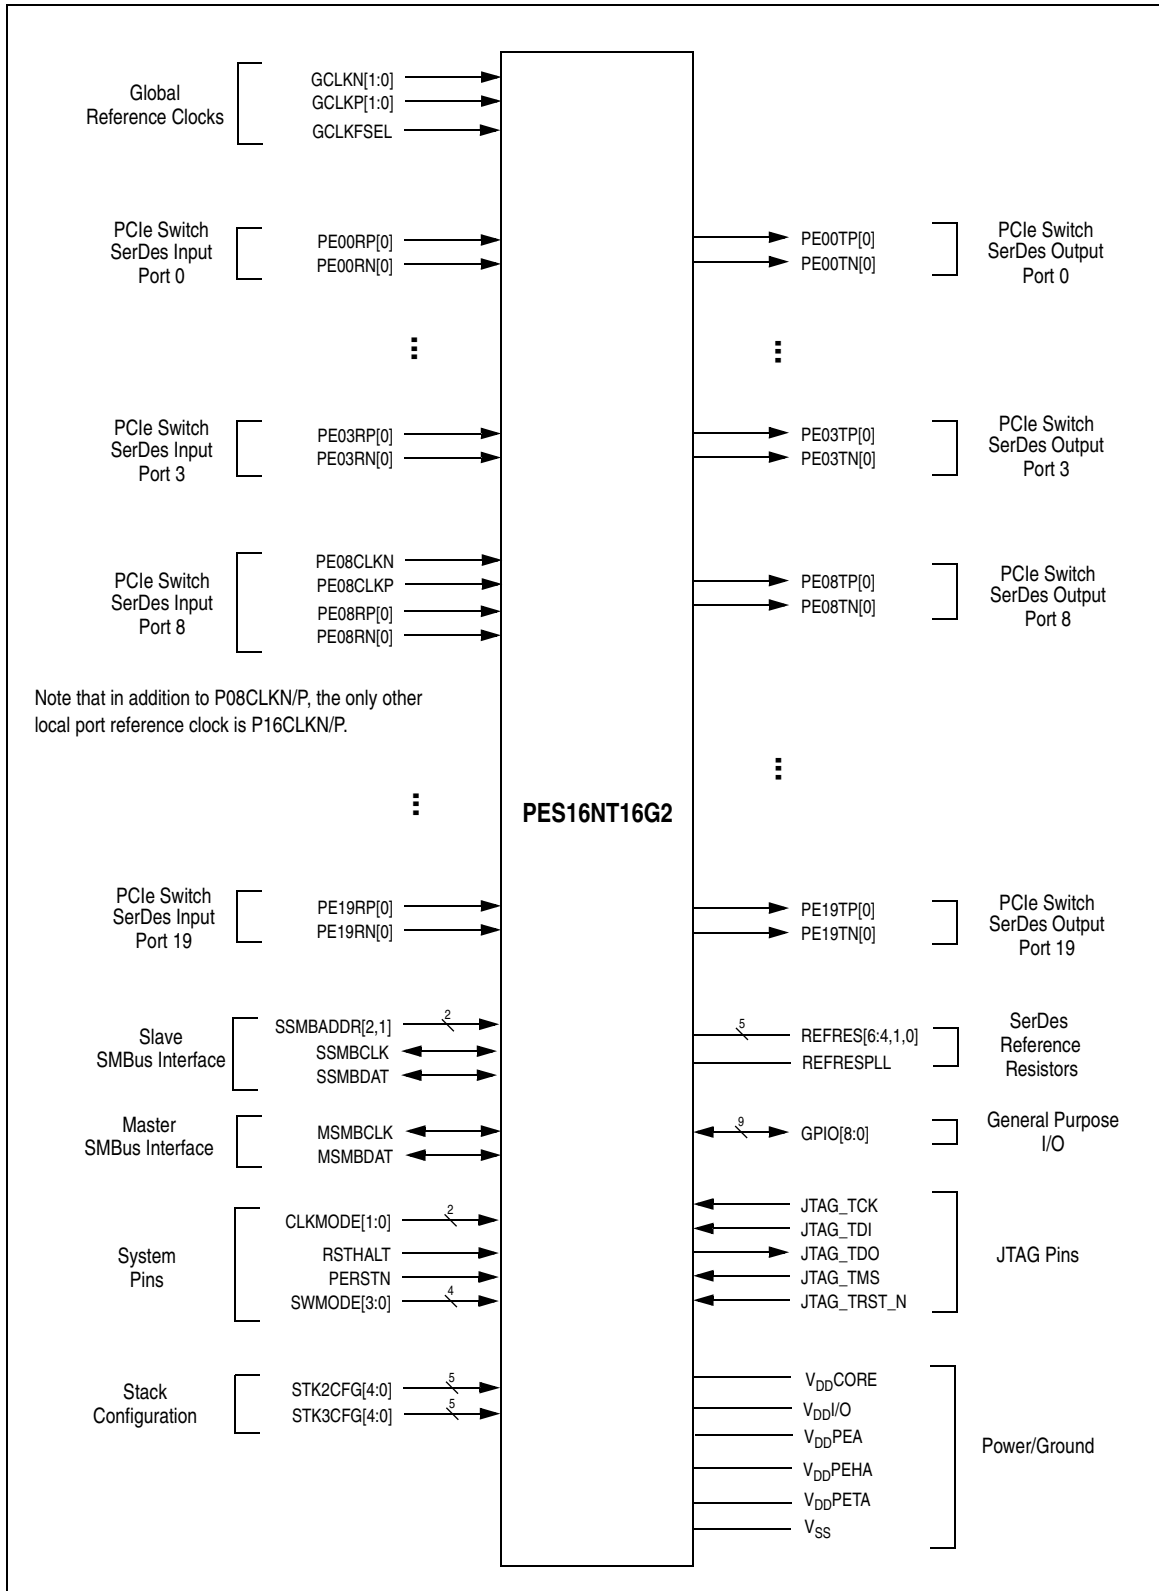 Global
Reference Clocks
GCLKN[1:0]
GCLKP[1:0]
GCLKFSEL
PCIe Switch
SerDes Input
Port 0
PE00RP[0]
PE00RN[0]
PE00TP[0]
PE00TN[0]
PCIe Switch
SerDes Output
Port 0
PCIe Switch
SerDes Input
Port 3
PE03RP[0]
PE03RN[0]
PE03TP[0]
PE03TN[0]
PCIe Switch
SerDes Output
Port 3
PCIe Switch
SerDes Input
Port 8
PE08CLKN
PE08CLKP
PE08RP[0]
PE08RN[0]
PE08TP[0]
PE08TN[0]
PCIe Switch
SerDes Output
Port 8
Note that in addition to P08CLKN/P, the only other
local port reference clock is P16CLKN/P.
PES16NT16G2
PCIe Switch
SerDes Input
Port 19
PE19RP[0]
PE19RN[0]
PE19TP[0]
PE19TN[0]
PCIe Switch
SerDes Output
Port 19
Slave
SMBus Interface
SSMBADDR[2,1]
2
SSMBCLK
SSMBDAT
5
REFRES[6:4,1,0]
REFRESPLL
SerDes
Reference
Resistors
Master
SMBus Interface
MSMBCLK
MSMBDAT
9
GPIO[8:0]
General Purpose
I/O
System
Pins
CLKMODE[1:0]
2
RSTHALT
PERSTN
SWMODE[3:0]
4
JTAG_TCK
JTAG_TDI
JTAG_TDO
JTAG_TMS
JTAG_TRST_N
JTAG Pins
Stack
Configuration
STK2CFG[4:0]
5
STK3CFG[4:0]
5
VDDCORE
VDDI/O
VDDPEA
VDDPEHA
VDDPETA
VSS
Power/Ground